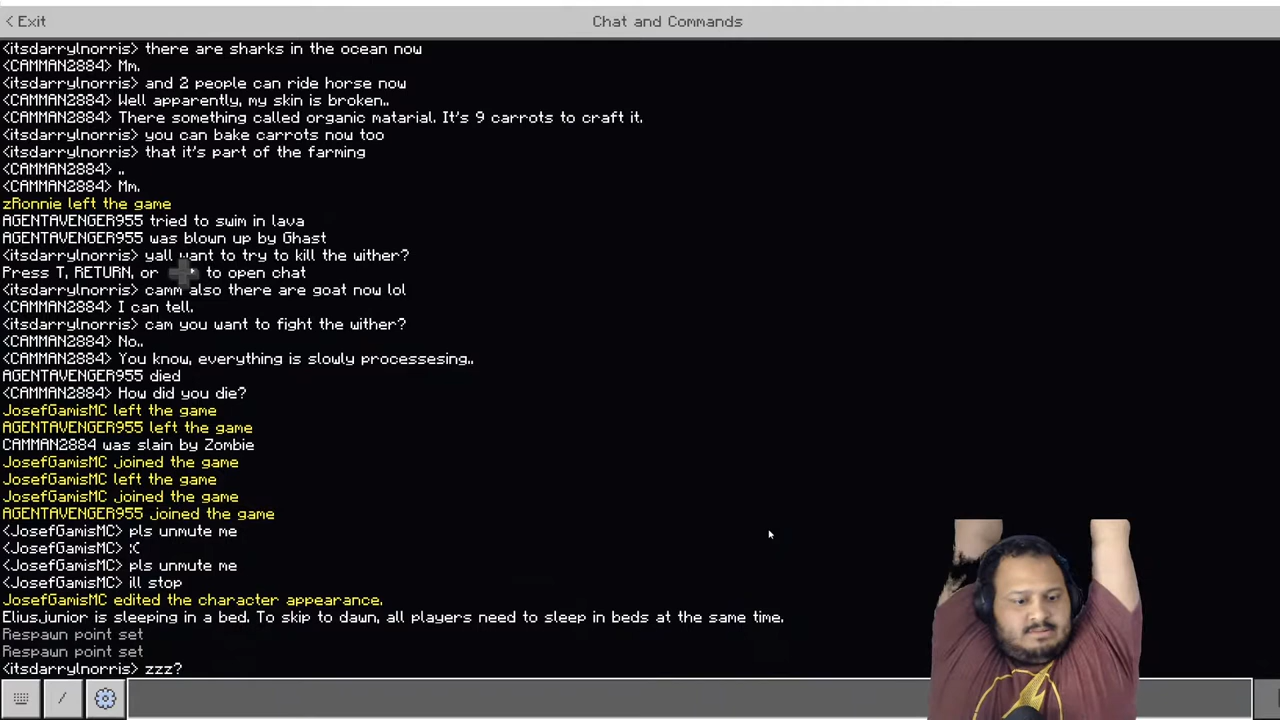 < Exit
Chat and Commands
<itsdarrylnorris> there are sharks in the ocean now
<CAMMAN2884> Mm.
<itsdarrylnorris> and 2 people can ride horse now
<CAMMAN2884> Well apparently, my skin is broken..
<CAMMAN2884> There something called organic matarial. It's 9 carrots to craft it.
<itsdarrylnorris> you can bake carrots now too
<itsdarrylnorris> that it's part of the farming
<CAMMAN2884> ..
<CAMMAN2884> Mm.
zRonnie left the game
AGENTAVENGER955 tried to swim in lava
AGENTAVENGER955 was blown up by Ghast
<itsdarrylnorris> yall want to try to kill the wither?
Press T, RETURN, or to open chat
<itsdarrylnorris> camm also there are goat now lol
<CAMMAN2884> I can tell.
<itsdarrylnorris> cam you want to fight the wither?
<CAMMAN2884> No..
<CAMMAN2884> You know, everything is slowly processesing..
AGENTAVENGER955 died
<CAMMAN2884> How did you die?
JosefGamisMC left the game
AGENTAVENGER955 left the game
CAMMAN2884 was slain by Zombie
JosefGamisMC joined the game
JosefGamisMC left the game
JosefGamisMC joined the game
AGENTAVENGER955 joined the game
<JosefGamisMC> pls unmute me
<JosefGamisMC> :(
<JosefGamisMC> pls unmute me
<JosefGamisMC> ill stop
JosefGamisMC edited the character appearance.
EliusJunior is sleeping in a bed. To skip to dawn, all players need to sleep in beds at the same time.
Respawn point set
Respawn point set
<itsdarrylnorris> zzz?
/